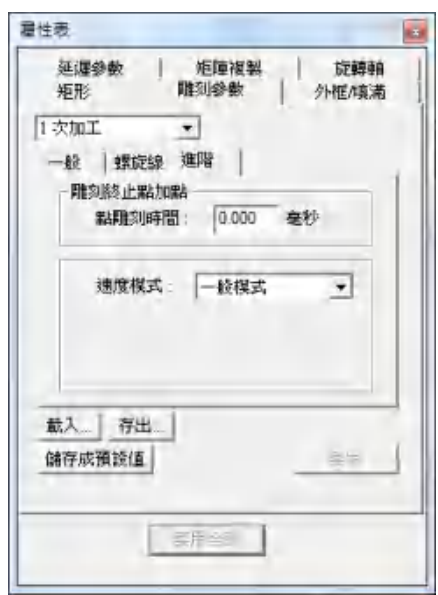 屬性表
延遲參數 矩陣複製 旋轉軸
矩形 雕刻參數 外框/填滿
1 次加工
一般 螺旋線 進階
雕刻終止點加點
點雕刻時間： 0.000 毫秒
速度模式： 一般模式
載入... 存出...
儲存成預設值 套用
套用全部